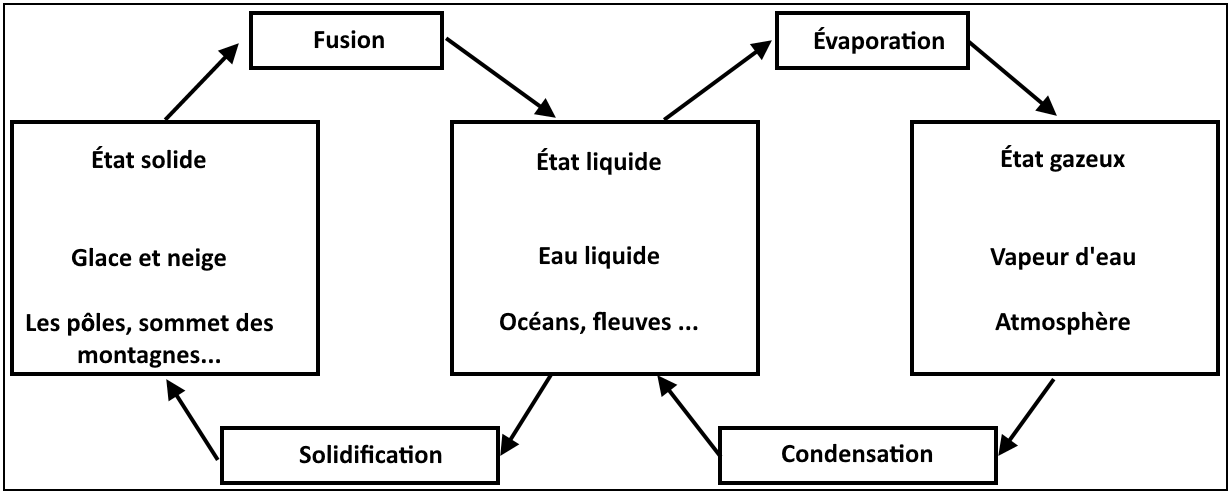 Fusion
Évaporation
État solide
Glace et neige
Les pôles, sommet des
montagnes...
État liquide
Eau liquide
Océans, fleuves ...
État gazeux
Vapeur d'eau
Atmosphère
Solidification
Condensation